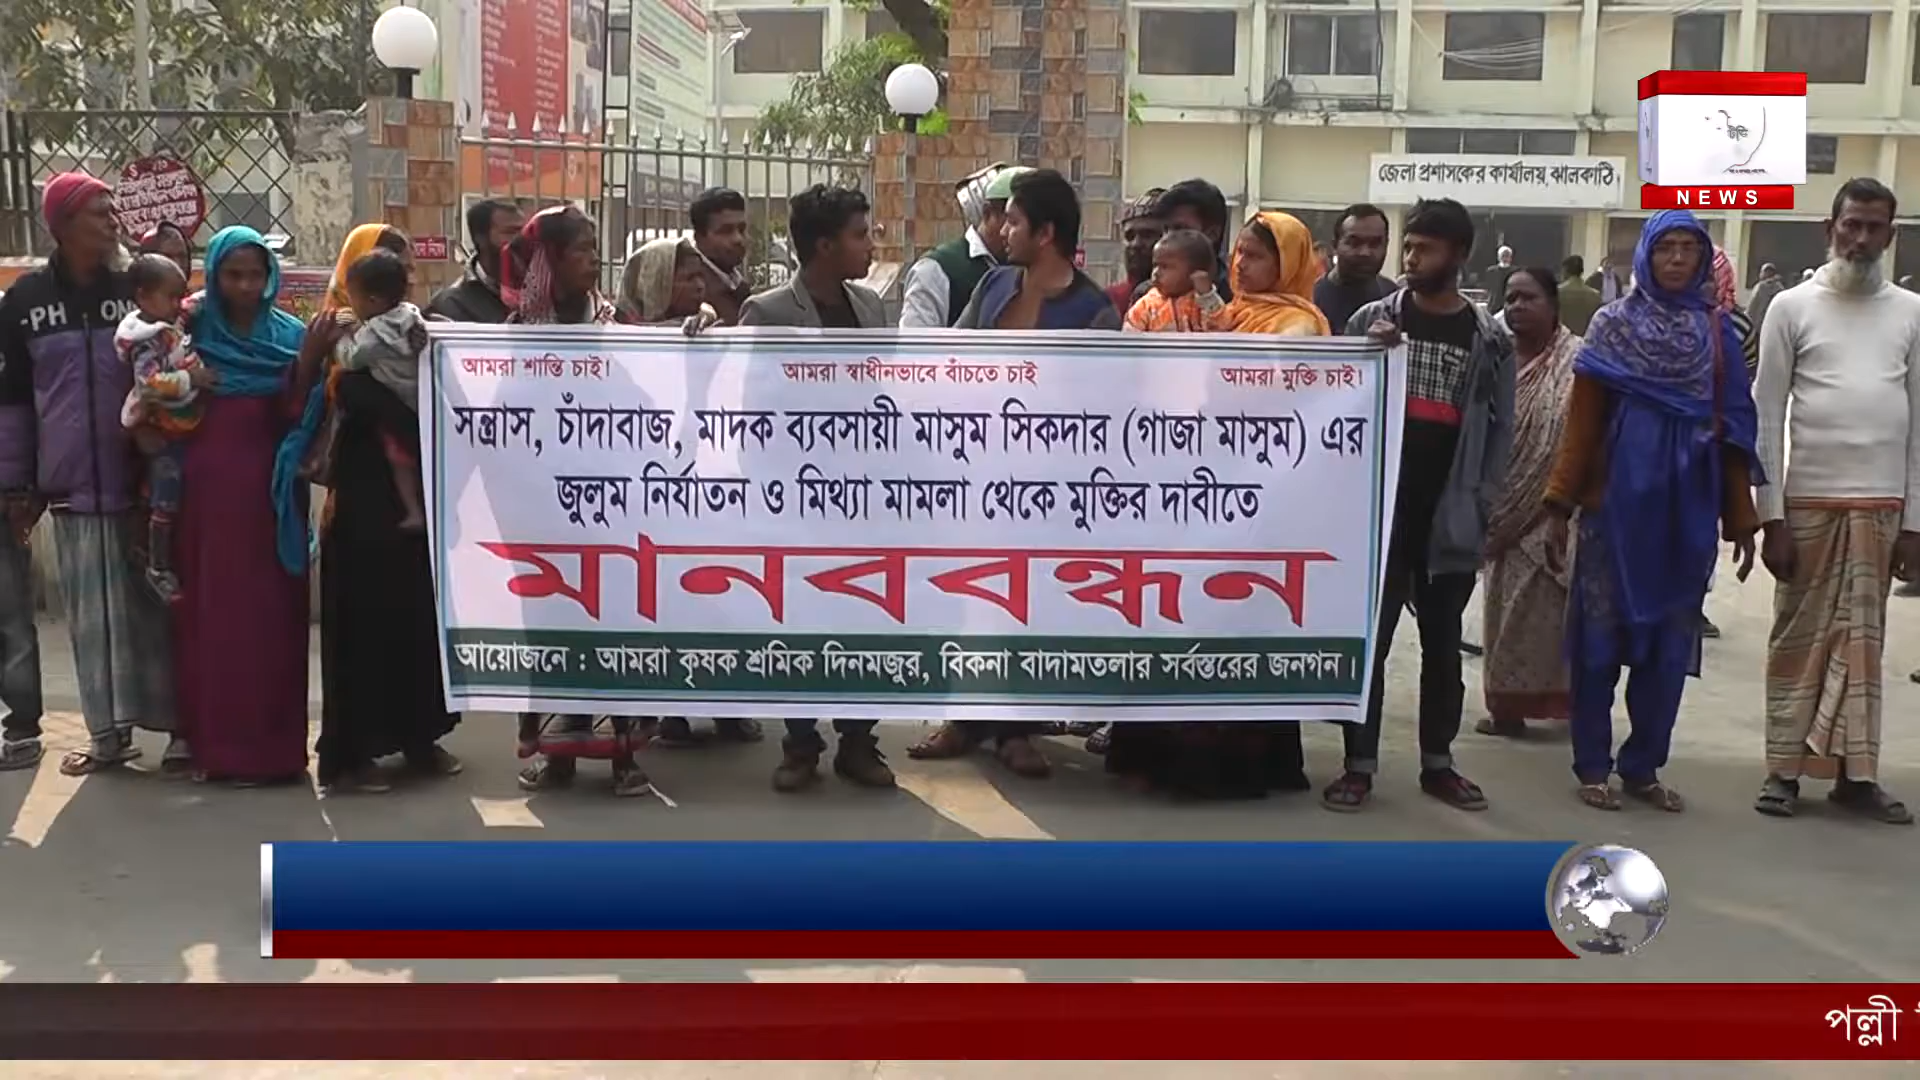 জেলা প্রশাসকের কার্যালয়, ঝালকাঠি।
NEWS
আমরা শান্তি চাই! আমরা স্বাধীনভাবে বাঁচতে চাই আমরা মুক্তি চাই।
সন্ত্রাস, চাঁদাবাজ, মাদক ব্যবসায়ী মাসুম সিকদার (গাজা মাসুম) এর
জুলুম নির্যাতন ও মিথ্যা মামলা থেকে মুক্তির দাবীতে
মানববন্ধন
আয়োজনে : আমরা কৃষক শ্রমিক দিনমজুর, বিকনা বাদামতলার সর্বস্তরের জনগন।
পল্লী